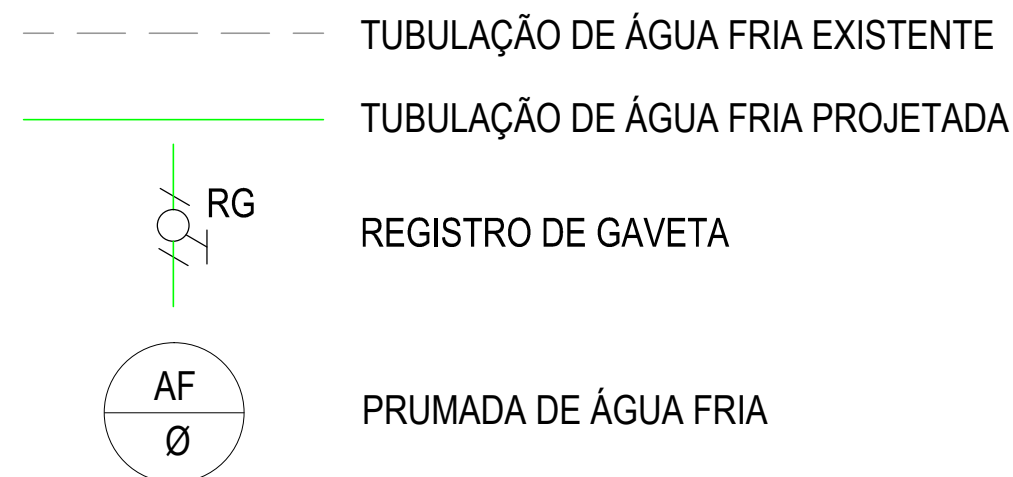 TUBULAÇÃO DE ÁGUA FRIA EXISTENTE
TUBULAÇÃO DE ÁGUA FRIA PROJETADA
RG
REGISTRO DE GAVETA
AF
Ø
PRUMADA DE ÁGUA FRIA